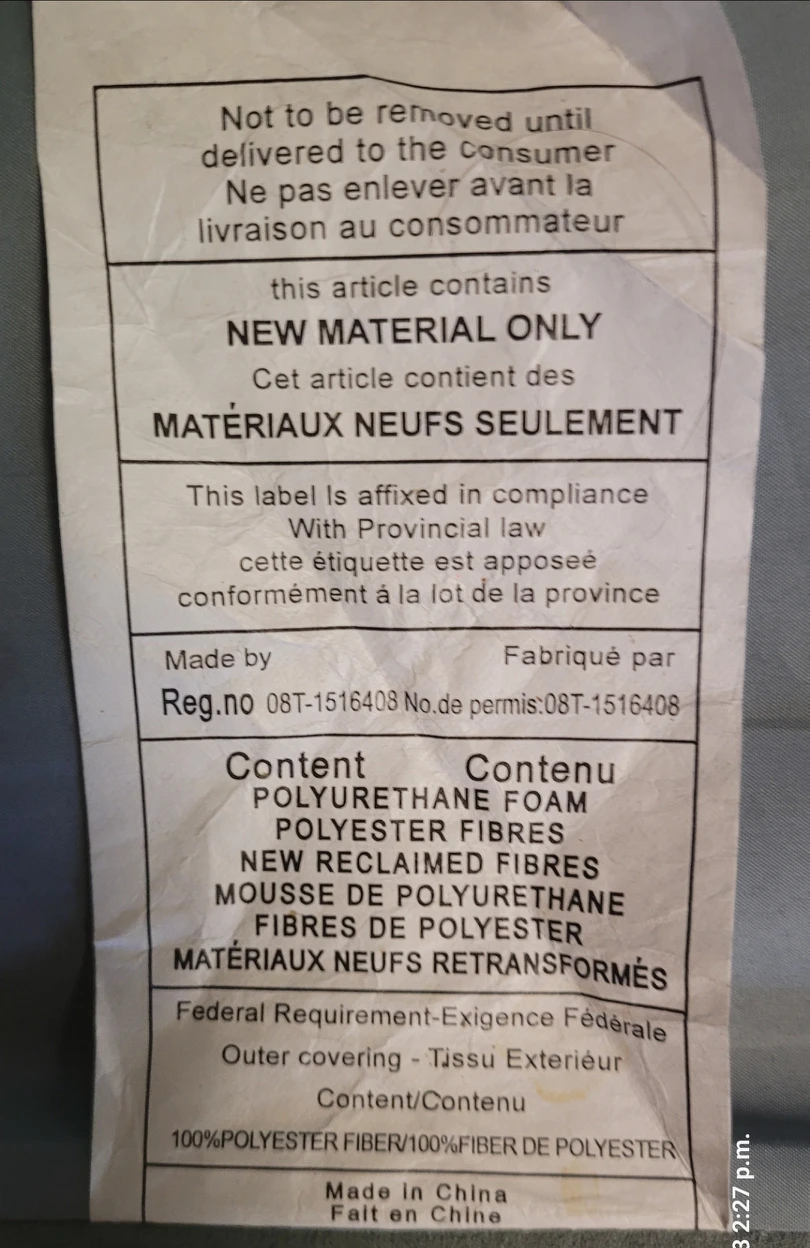 Not to be removed until
delivered to the consumer
Ne pas enlever avant la
livraison au consommateur
this article contains
NEW MATERIAL ONLY
Cet article contient des
MATÉRIAUX NEUFS SEULEMENT
This label Is affixed in compliance
With Provincial law
cette étiquette est apposeé
conformément á la lot de la province
Made by Fabriqué par
Reg.no 08T-1516408 No.de permis:08T-1516408
Content Contenu
POLYURETHANE FOAM
POLYESTER FIBRES
NEW RECLAIMED FIBRES
MOUSSE DE POLYURETHANE
FIBRES DE POLYESTER
MATÉRIAUX NEUFS RETRANSFORMÉS
Federal Requirement-Exigence Fédérale
Outer covering - Tissu Exterieúr
Content/Contenu
100%POLYESTER FIBER/100%FIBER DE POLYESTER
Made in China
Fait en Chine
2:27 p.m.